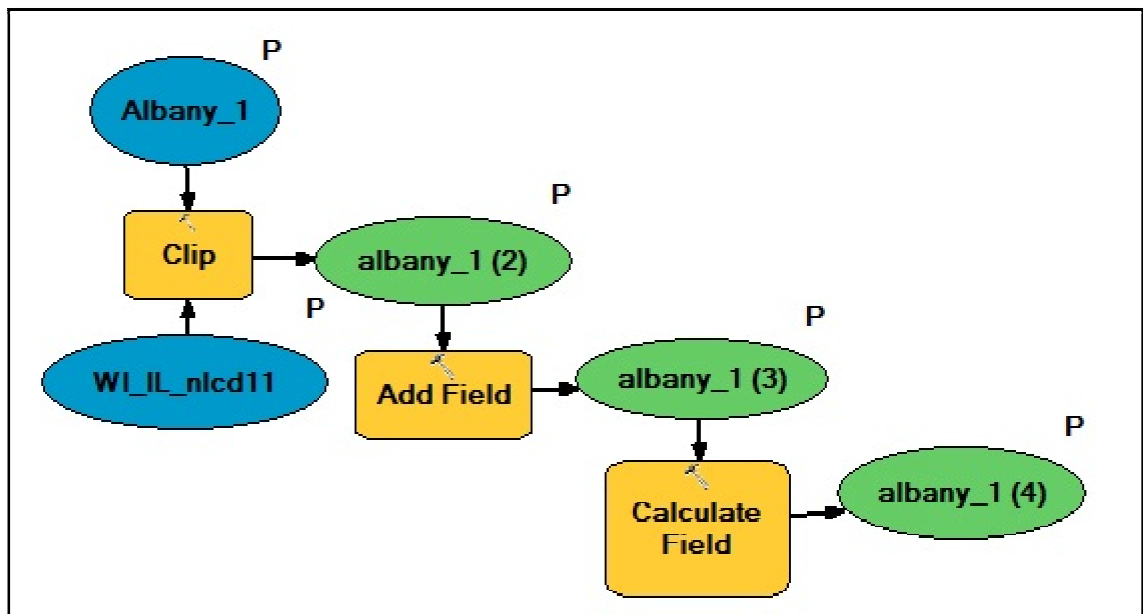 P
Albany_1
P
Clip
albany_1 (2)
P
P
WI_IL_nlcd11
Add Field
albany_1 (3)
P
Calculate
Field
albany_1 (4)